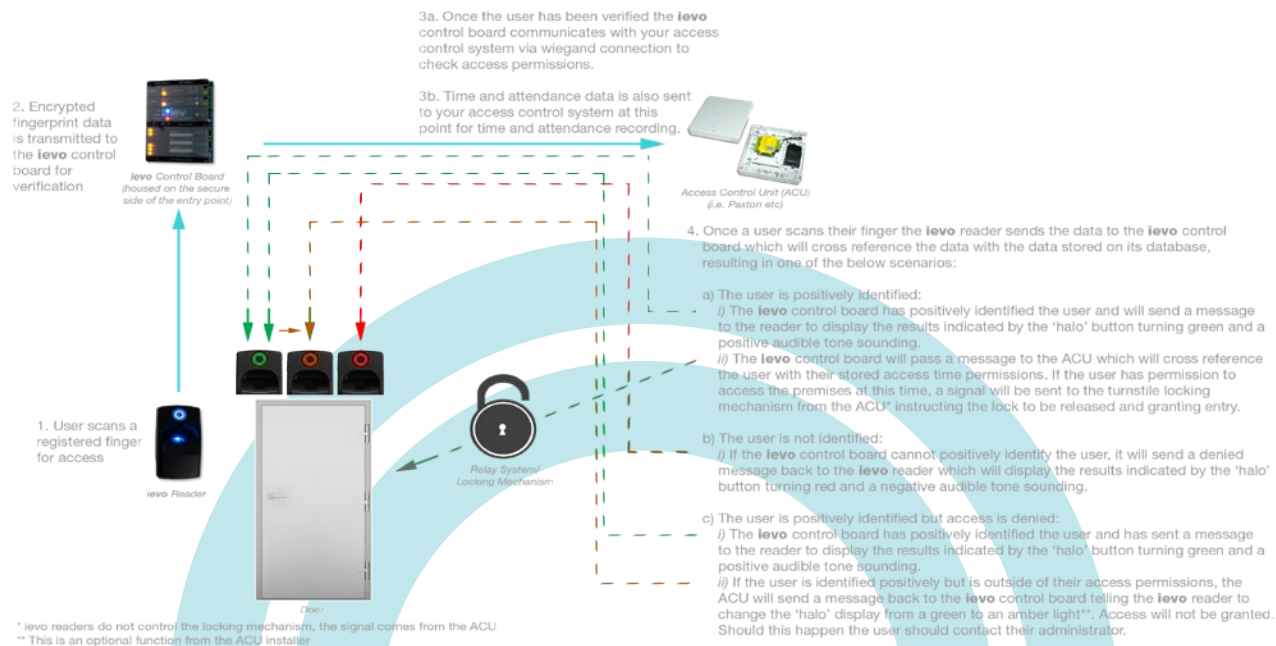 3a. Once the user has been verified the ievo
control board communicates with your access
control system via wiegand connection to
check access permissions.
3b. Time and attendance data is also sent
to your access control system at this
point for time and attendance recording.
2. Encrypted
fingerprint data
is transmitted to
the ievo control
board for
verification
ievo Control Board
(housed on the secure
side of the entry point)
Access Control Unit (ACU)
(i.e. Paxton etc)
1. User scans a
registered finger
for access
ievo Reader
Relay System/
Locking Mechanism
Door
4. Once a user scans their finger the ievo reader sends the data to the ievo control
board which will cross reference the data with the data stored on its database,
resulting in one of the below scenarios:
a) The user is positively identified:
i) The ievo control board has positively identified the user and will send a message
to the reader to display the results indicated by the ‘halo’ button turning green and a
positive audible tone sounding.
ii) The ievo control board will pass a message to the ACU which will cross reference
the user with their stored access time permissions. If the user has permission to
access the premises at this time, a signal will be sent to the turnstile locking
mechanism from the ACU* instructing the lock to be released and granting entry.
b) The user is not identified:
i) If the ievo control board cannot positively identify the user, it will send a denied
message back to the ievo reader which will display the results indicated by the ‘halo’
button turning red and a negative audible tone sounding.
c) The user is positively identified but access is denied:
i) The ievo control board has positively identified the user and has sent a message
to the reader to display the results indicated by the ‘halo’ button turning green and a
positive audible tone sounding.
ii) If the user is identified positively but is outside of their access permissions, the
ACU will send a message back to the ievo control board telling the ievo reader to
change the ‘halo’ display from a green to an amber light**. Access will not be granted.
Should this happen the user should contact their administrator.
* ievo readers do not control the locking mechanism, the signal comes from the ACU
** This is an optional function from the ACU installer